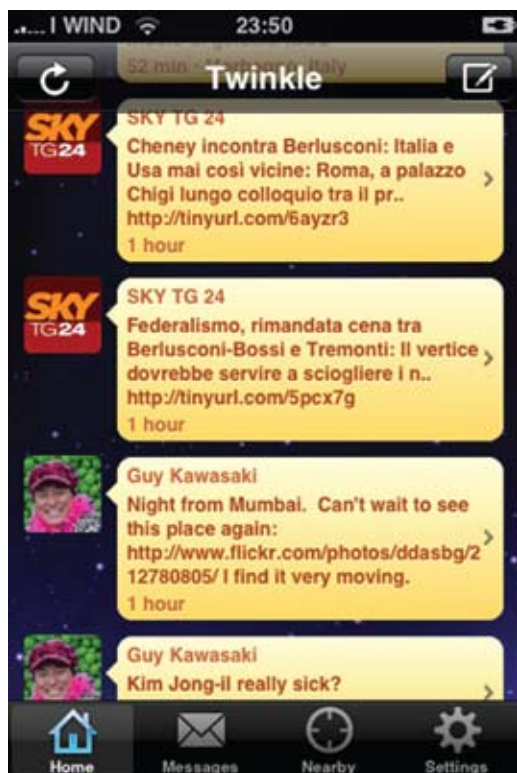 I WIND 23:50
52 min · Italy
Twinkle
SKY TG 24
SKY
TG24
Cheney incontra Berlusconi: Italia e
Usa mai così vicine: Roma, a palazzo
Chigi lungo colloquio tra il pr..
http://tinyurl.com/6ayzr3
1 hour
SKY TG 24
SKY
TG24
Federalismo, rimandata cena tra
Berlusconi-Bossi e Tremonti: Il vertice
dovrebbe servire a sciogliere i n..
http://tinyurl.com/5pcx7g
1 hour
Guy Kawasaki
Night from Mumbai. Can't wait to see
this place again:
http://www.flickr.com/photos/ddasbg/2
12780805/ I find it very moving.
1 hour
Guy Kawasaki
Kim Jong-il really sick?
Home Messages Nearby Settings